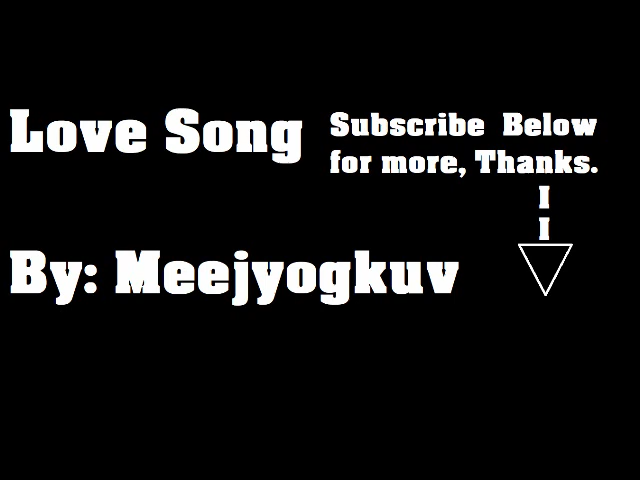 Love Song
Subscribe Below
for more, Thanks.
I
I
By: Meejyogkuv